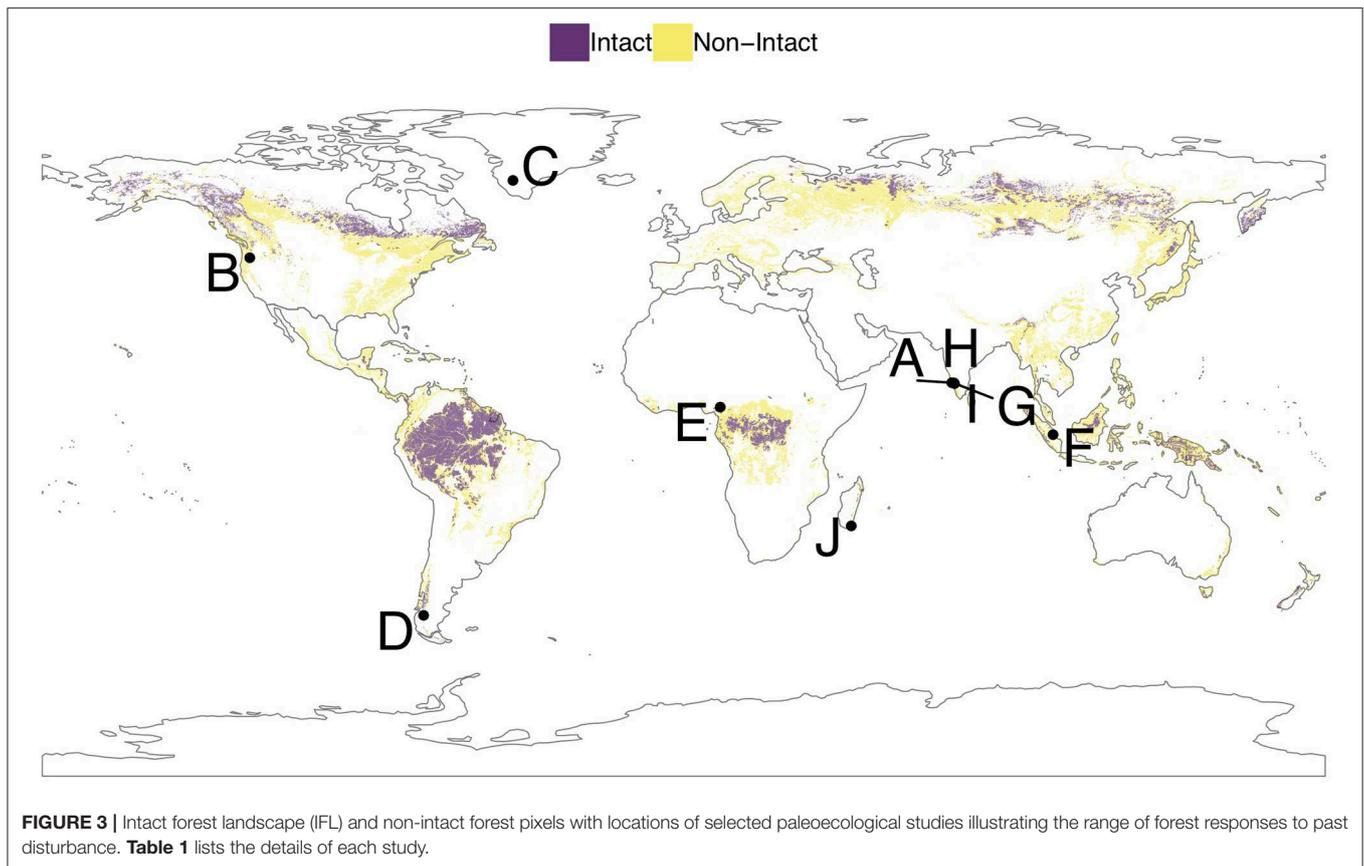 Intact Non–Intact
C
B
A H
I G
E
F
J
D
FIGURE 3 | Intact forest landscape (IFL) and non-intact forest pixels with locations of selected paleoecological studies illustrating the range of forest responses to past
disturbance. Table 1 lists the details of each study.